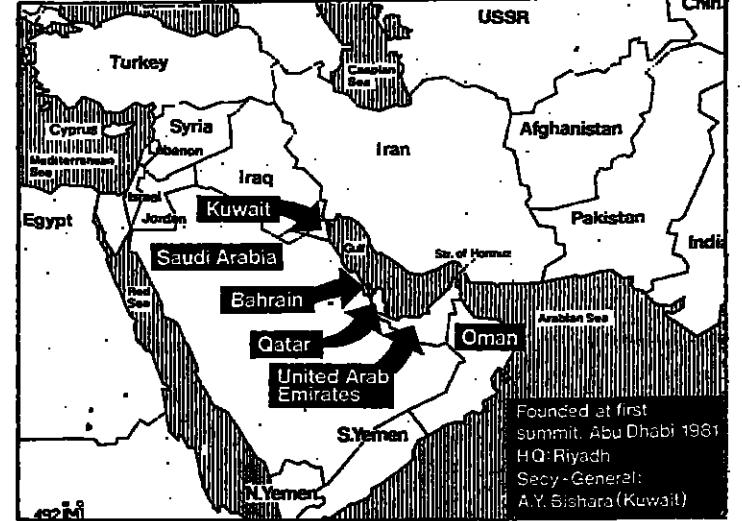 China
USSR
Turkey
Caspian
Sea
Cyprus
Syria
Afghanistan
Lebanon
Iran
Mediterranean
Sea
Iraq
Israel
Egypt
Kuwait
Jordan
Pakistan
India
Gulf
Str. of Hormuz
Saudi Arabia
Red
Sea
Bahrain
Arabian Sea
Qatar
Oman
United Arab
Emirates
S.Yemen
N.Yemen
Founded at first
summit. Abu Dhabi 1981
HQ: Riyadh
Secy-General:
A.Y. Bishara (Kuwait)